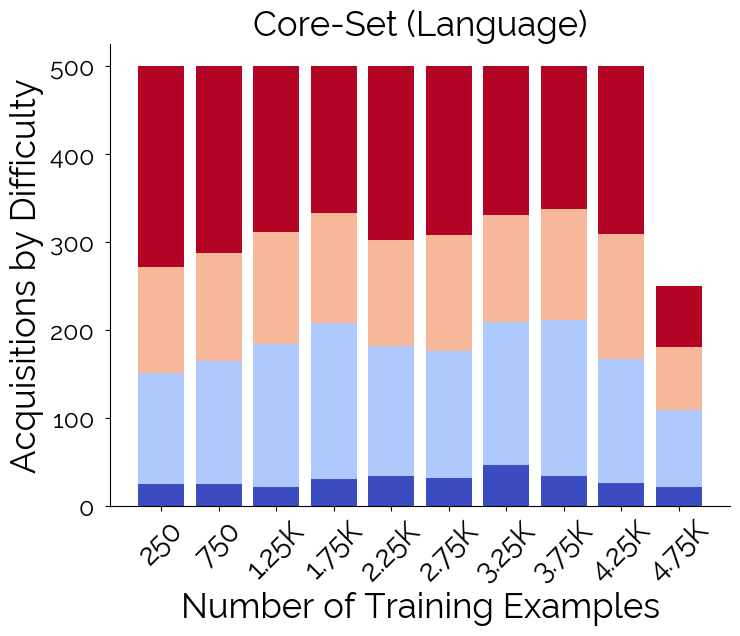 Core-Set (Language)
Acquisitions by Difficulty
500
400
300
200
100
0
250
750
1.25K
1.75K
2.25K
2.75K
3.25K
3.75K
4.25K
4.75K
Number of Training Examples